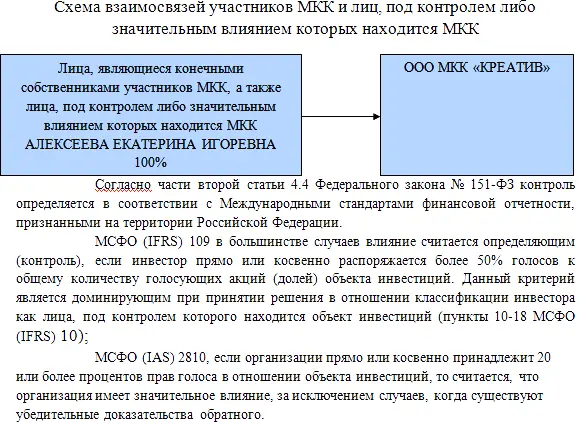 Схема взаимосвязей участников МКК и лиц, под контролем либо
значительным влиянием которых находится МКК
Лица, являющиеся конечными
собственниками участников МКК, а также
лица, под контролем либо значительным
влиянием которых находится МКК
АЛЕКСЕЕВА ЕКАТЕРИНА ИГОРЕВНА
100%
ООО МКК «КРЕАТИВ»
Согласно части второй статьи 4.4 Федерального закона № 151-ФЗ контроль
определяется в соответствии с Международными стандартами финансовой отчетности,
признанными на территории Российской Федерации.
МСФО (IFRS) 109 в большинстве случаев влияние считается определяющим
(контроль), если инвестор прямо или косвенно распоряжается более 50% голосов к
общему количеству голосующих акций (долей) объекта инвестиций. Данный критерий
является доминирующим при принятии решения в отношении классификации инвестора
как лица, под контролем которого находится объект инвестиций (пункты 10-18 МСФО
(IFRS) 10);
МСФО (IAS) 2810, если организации прямо или косвенно принадлежит 20
или более процентов прав голоса в отношении объекта инвестиций, то считается, что
организация имеет значительное влияние, за исключением случаев, когда существуют
убедительные доказательства обратного.